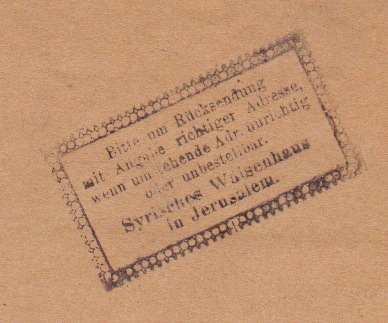 Bitte um Rücksendung
mit Angabe richtiger Adresse,
wenn umstehende Adr. unrichtig
oder unbestellbar.
Syrisches Waisenhaus
in Jerusalem.